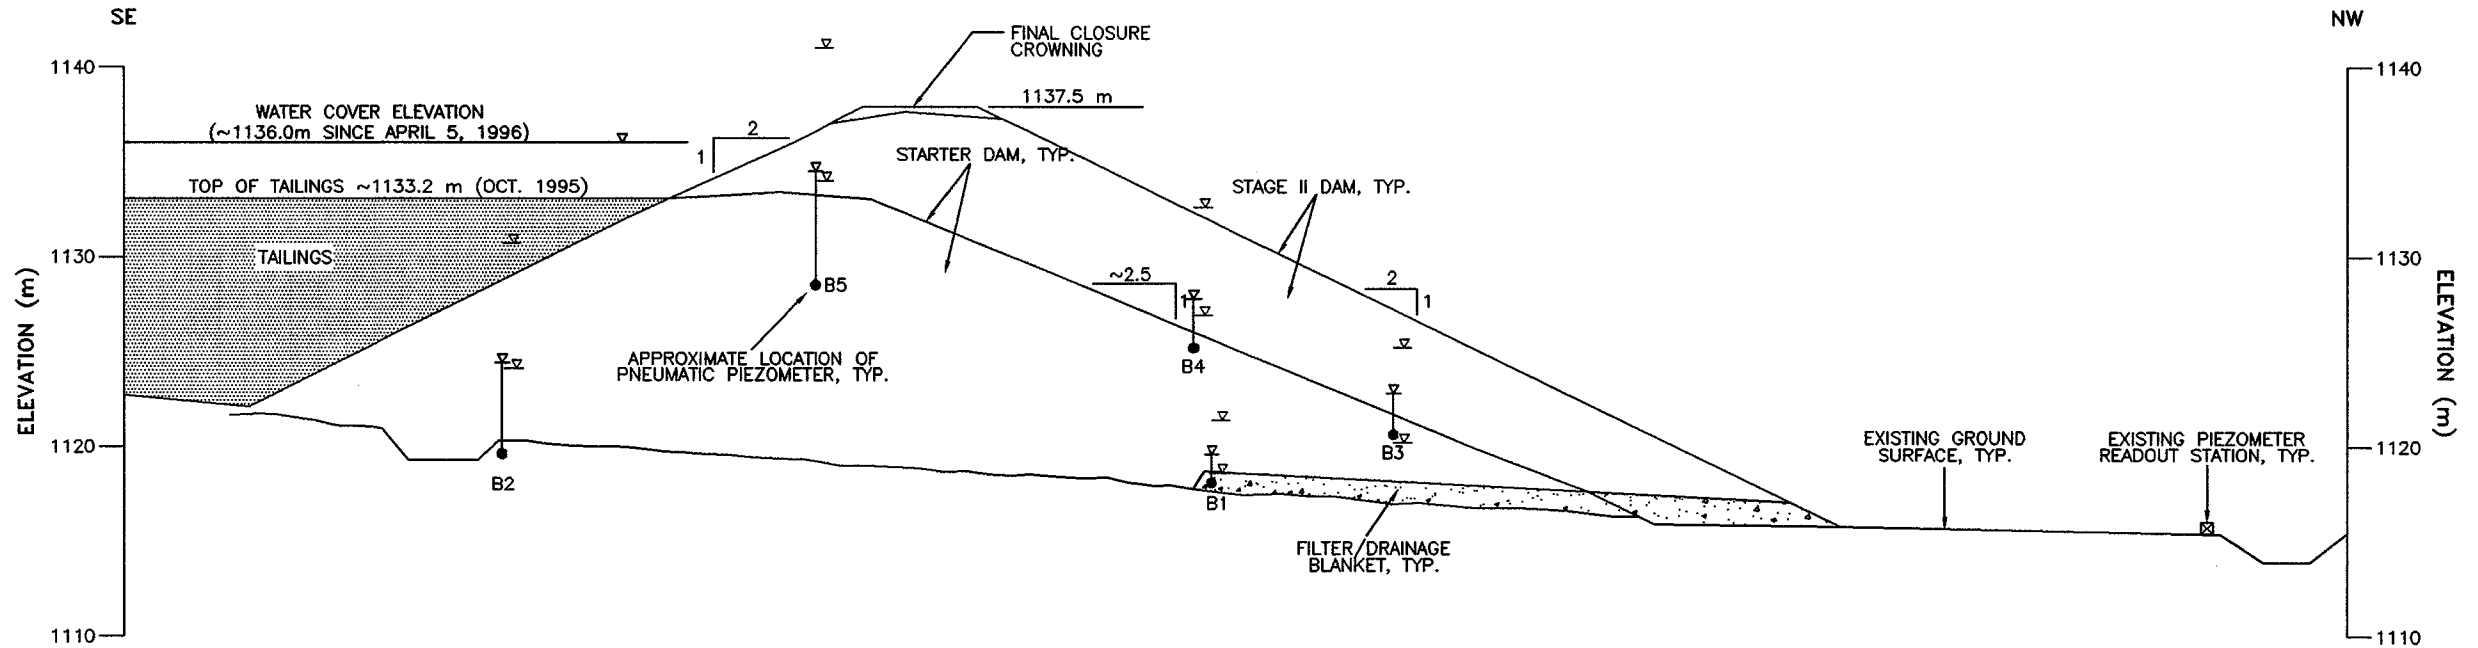 SE
NW
FINAL CLOSURE
CROWNING
1140
1140
1137.5 m
WATER COVER ELEVATION
(~1136.0m SINCE APRIL 5, 1996)
2
1
STARTER DAM, TYP.
TOP OF TAILINGS ~1133.2 m (OCT. 1995)
STAGE II DAM, TYP.
TAILINGS
1130
1130
~2.5
1
2
1
B5
ELEVATION (m)
ELEVATION (m)
APPROXIMATE LOCATION OF
PNEUMATIC PIEZOMETER, TYP.
B4
1120
1120
B3
EXISTING GROUND
SURFACE, TYP.
EXISTING PIEZOMETER
READOUT STATION, TYP.
B2
B1
FILTER/DRAINAGE
BLANKET, TYP.
1110
1110